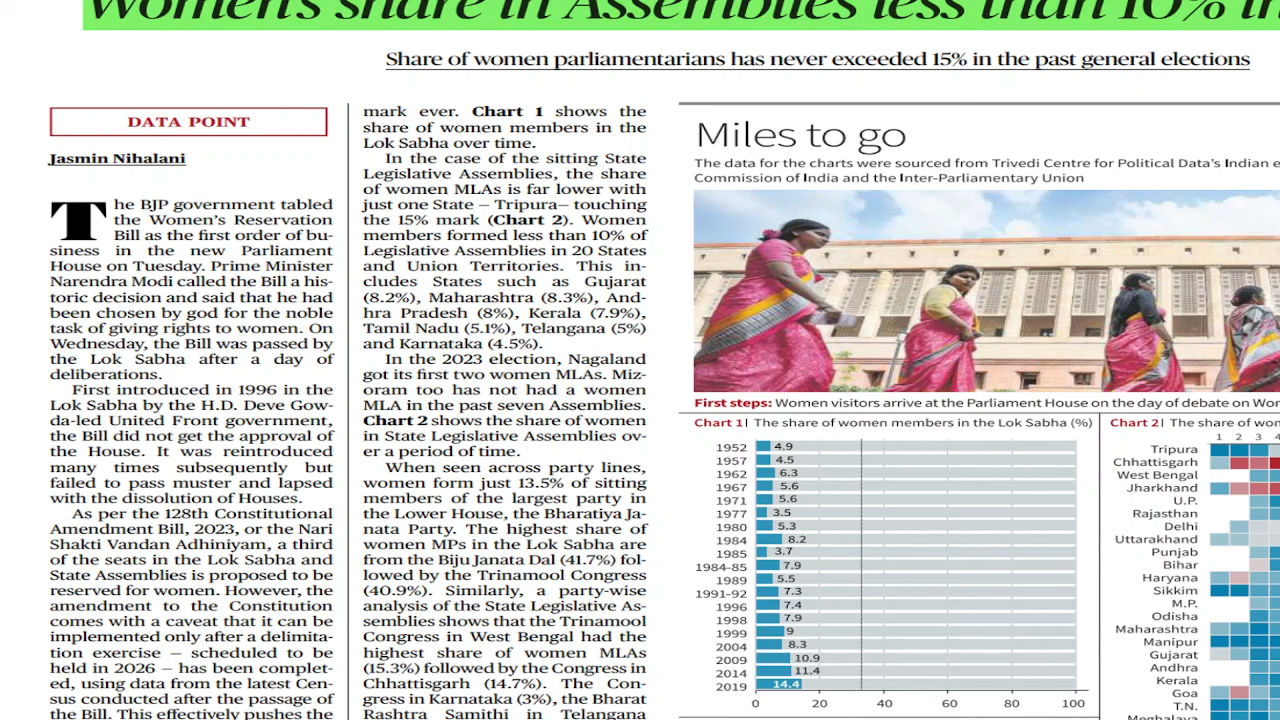 Women's share in Assemblies less than 10% in
Share of women parliamentarians has never exceeded 15% in the past general elections
DATA POINT
Jasmin Nihalani
The BJP government tabled
the Women's Reservation
Bill as the first order of bu-
siness in the new Parliament
House on Tuesday. Prime Minister
Narendra Modi called the Bill a his-
toric decision and said that he had
been chosen by god for the noble
task of giving rights to women. On
Wednesday, the Bill was passed by
the Lok Sabha after a day of
deliberations.
First introduced in 1996 in the
Lok Sabha by the H.D. Deve Gow-
da-led United Front government,
the Bill did not get the approval of
the House. It was reintroduced
many times subsequently but
failed to pass muster and lapsed
with the dissolution of Houses.
As per the 128th Constitutional
Amendment Bill, 2023, or the Nari
Shakti Vandan Adhiniyam, a third
of the seats in the Lok Sabha and
State Assemblies is proposed to be
reserved for women. However, the
amendment to the Constitution
comes with a caveat that it can be
implemented only after a delimita-
tion exercise — scheduled to be
held in 2026 — has been complet-
ed, using data from the latest Cen-
sus conducted after the passage of
the Bill. This effectively pushes the
mark ever. Chart 1 shows the
share of women members in the
Lok Sabha over time.
In the case of the sitting State
Legislative Assemblies, the share
of women MLAs is far lower with
just one State — Tripura— touching
the 15% mark (Chart 2). Women
members formed less than 10% of
Legislative Assemblies in 20 States
and Union Territories. This in-
cludes States such as Gujarat
(8.2%), Maharashtra (8.3%), And-
hra Pradesh (8%), Kerala (7.9%),
Tamil Nadu (5.1%), Telangana (5%)
and Karnataka (4.5%).
In the 2023 election, Nagaland
got its first two women MLAs. Miz-
oram too has not had a women
MLA in the past seven Assemblies.
Chart 2 shows the share of women
in State Legislative Assemblies ov-
er a period of time.
When seen across party lines,
women form just 13.5% of sitting
members of the largest party in
the Lower House, the Bharatiya Ja-
nata Party. The highest share of
women MPs in the Lok Sabha are
from the Biju Janata Dal (41.7%) fol-
lowed by the Trinamool Congress
(40.9%). Similarly, a party-wise
analysis of the State Legislative As-
semblies shows that the Trinamool
Congress in West Bengal had the
highest share of women MLAs
(15.3%) followed by the Congress in
Chhattisgarh (14.7%). The Con-
gress in Karnataka (3%), the Bharat
Rashtra Samithi in Telangana
Miles to go
The data for the charts were sourced from Trivedi Centre for Political Data's Indian e
Commission of India and the Inter-Parliamentary Union
First steps: Women visitors arrive at the Parliament House on the day of debate on Wor
Chart 1| The share of women members in the Lok Sabha (%)
1952 4.9
1957 4.5
1962 6.3
1967 5.6
1971 5.6
1977 3.5
1980 5.3
1984 8.2
1985 3.7
1984-85 7.9
1989 5.5
1991-92 7.3
1996 7.4
1998 7.9
1999 9
2004 8.3
2009 10.9
2014 11.4
2019 14.4
0 20 40 60 80 100
Chart 2| The share of wom
1 2 3 4
Tripura
Chhattisgarh
West Bengal
Jharkhand
U.P.
Rajasthan
Delhi
Uttarakhand
Punjab
Bihar
Haryana
Sikkim
M.P.
Odisha
Maharashtra
Manipur
Gujarat
Andhra
Kerala
Goa
T.N.
Meghalaya